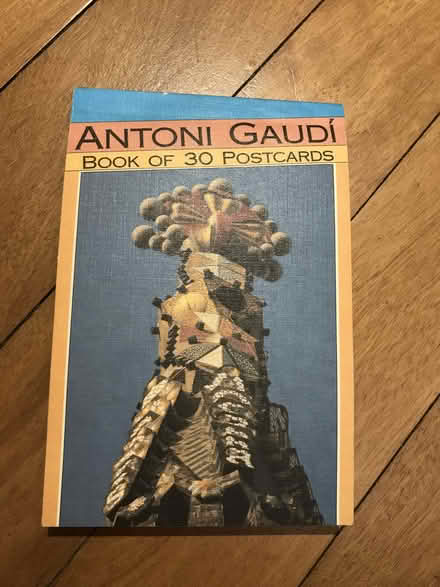 ANTONI GAUDÍ
BOOK OF 30 POSTCARDS